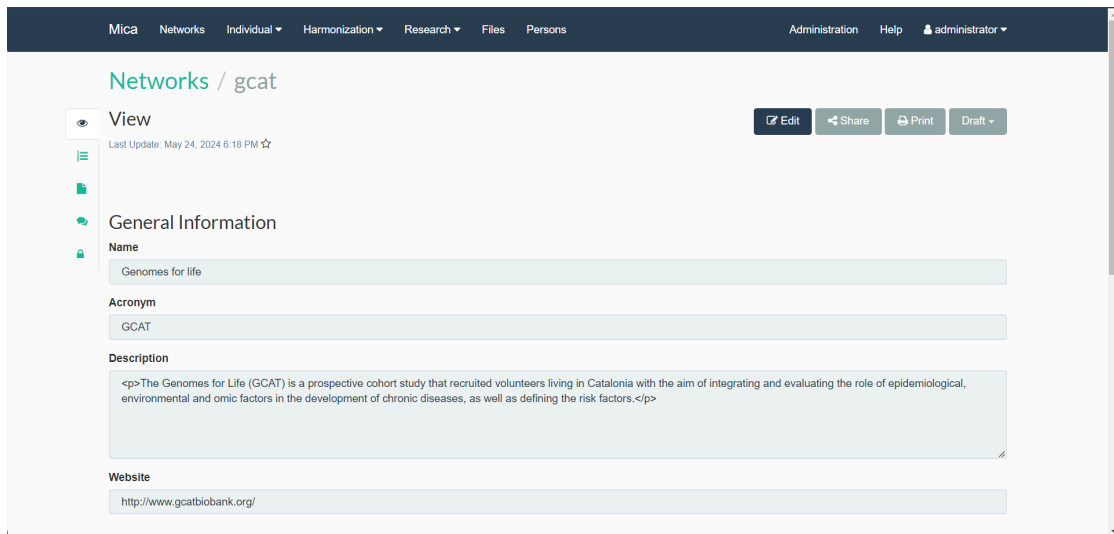 Mica Networks Individual Harmonization Research Files Persons Administration Help administrator
Networks / gcat
View
Edit Share Print Draft
Last Update: May 24, 2024 6:18 PM
General Information
Name
Genomes for life
Acronym
GCAT
Description
<p>The Genomes for Life (GCAT) is a prospective cohort study that recruited volunteers living in Catalonia with the aim of integrating and evaluating the role of epidemiological,
environmental and omic factors in the development of chronic diseases, as well as defining the risk factors.</p>
Website
http://www.gcatbiobank.org/